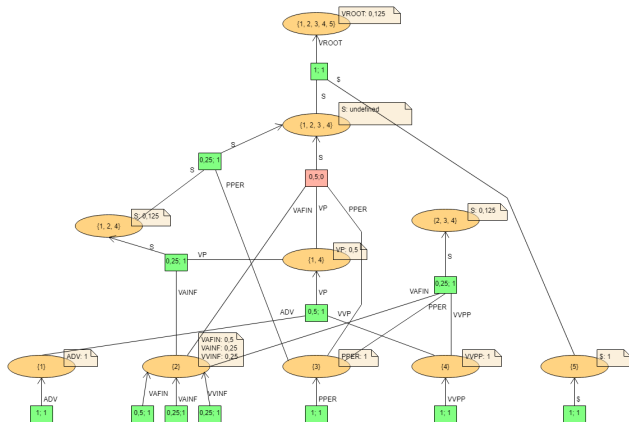 VROOT: 0,125
{1, 2, 3, 4, 5}
VROOT
1; 1
$
S
S: undefined
{1, 2, 3 , 4}
S
0,25; 1
S
S
PPER
0,5;0
VAFIN
VP
PPER
S: 0,125
{1, 2, 4}
S: 0,125
{2, 3, 4}
S
VP
0,25; 1
VP: 0,5
{1, 4}
S
VAINF
VP
0,25; 1
VAFIN
PPER
ADV
0,5; 1
VVP
VVPP
VAFIN: 0,5
VAINF: 0,25
VVINF: 0,25
ADV: 1
{1}
{2}
PPER: 1
{3}
VVPP: 1
{4}
$: 1
{5}
ADV
VAFIN
VAINF
VVINF
PPER
VVPP
$
1; 1
0,5; 1
0,25;1
0,25; 1
1; 1
1; 1
1; 1